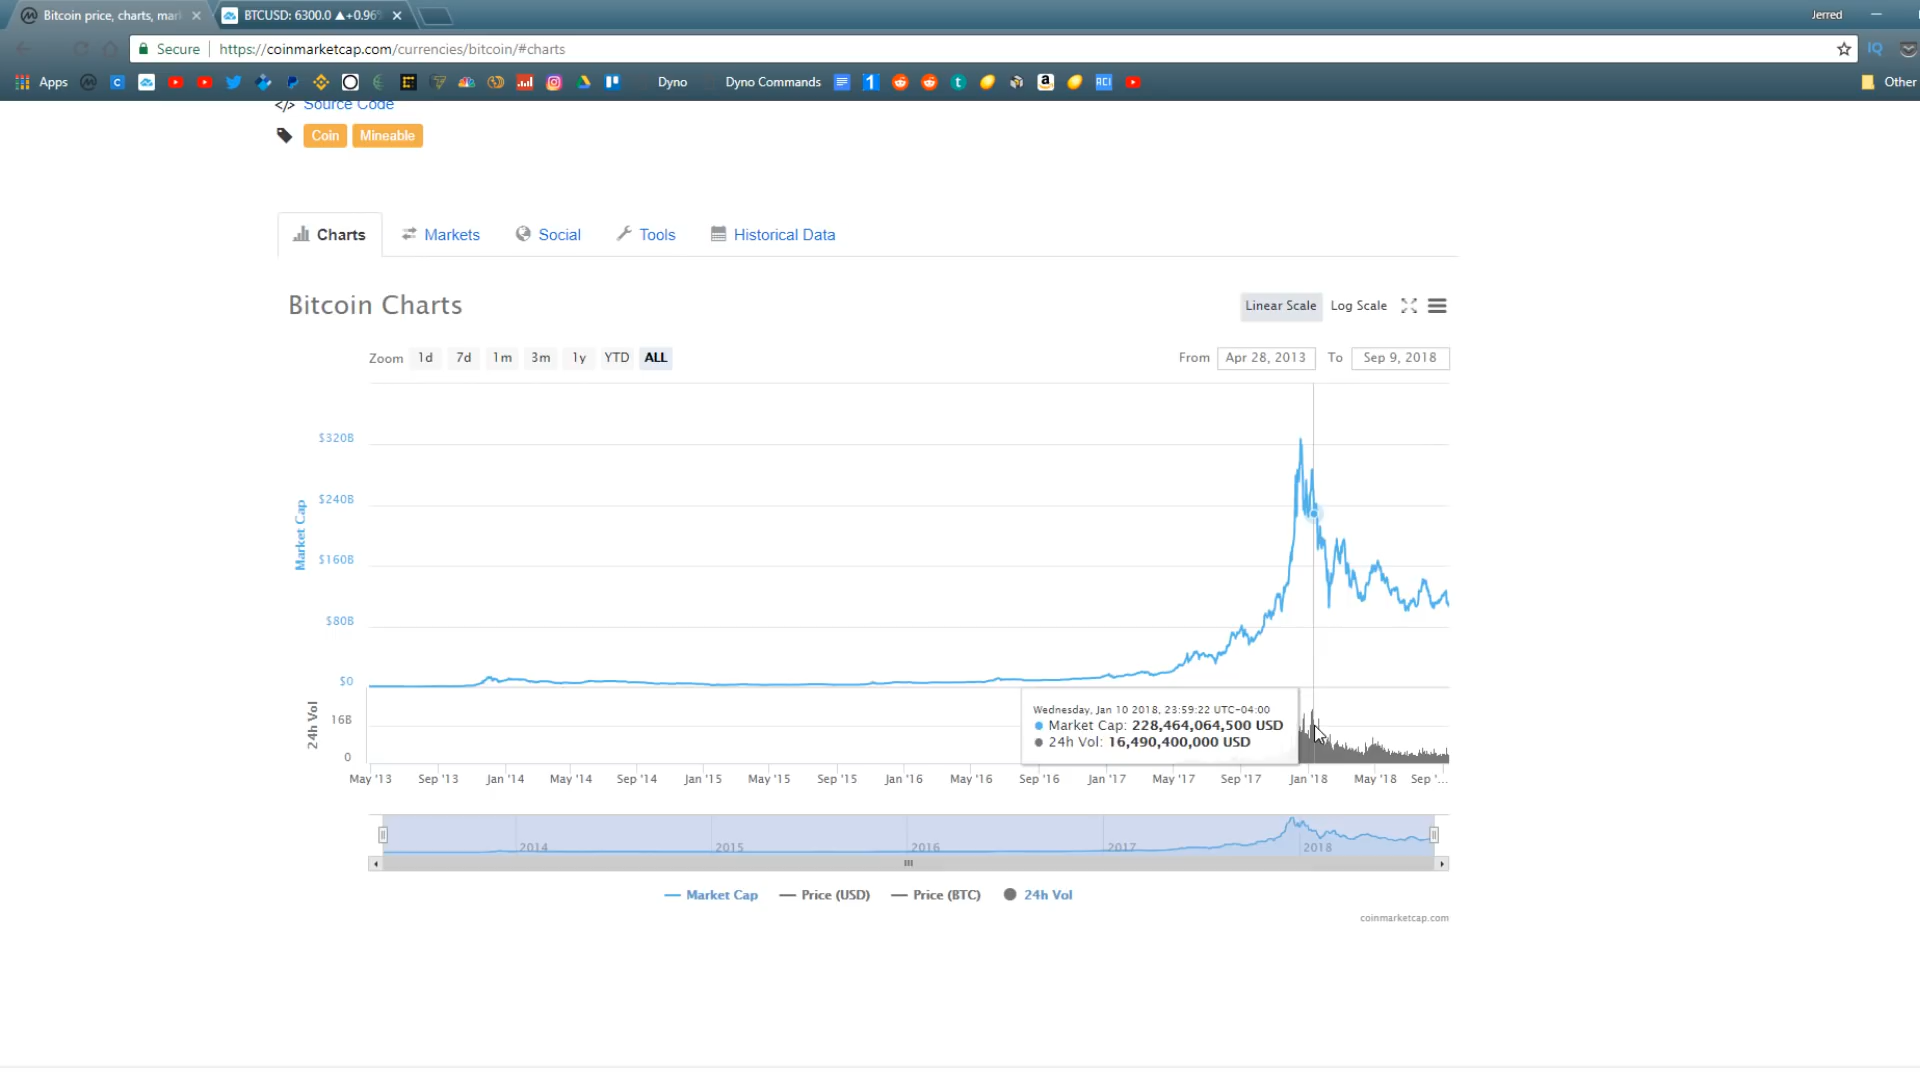 Bitcoin price, charts, mar
BTCUSD: 6300.0 ▲+0.96%
Jerred
Secure
https://coinmarketcap.com/currencies/bitcoin/#charts
IQ
Apps
Dyno
Dyno Commands
ACI
Other
</> Source Code
Coin Mineable
Charts Markets Social Tools Historical Data
Bitcoin Charts
Linear Scale Log Scale
Zoom 1d 7d 1m 3m 1y YTD ALL
From Apr 28, 2013 To Sep 9, 2018
$320B
$240B
$160B
$80B
$0
Market Cap
16B
0
24h Vol
Wednesday, Jan 10 2018, 23:59:22 UTC-04:00
Market Cap: 228,464,064,500 USD
24h Vol: 16,490,400,000 USD
May '13 Sep '13 Jan '14 May '14 Sep '14 Jan '15 May '15 Sep '15 Jan '16 May '16 Sep '16 Jan '17 May '17 Sep '17 Jan '18 May '18 Sep '...
2014 2015 2016 2017 2018
Market Cap Price (USD) Price (BTC) 24h Vol
coinmarketcap.com